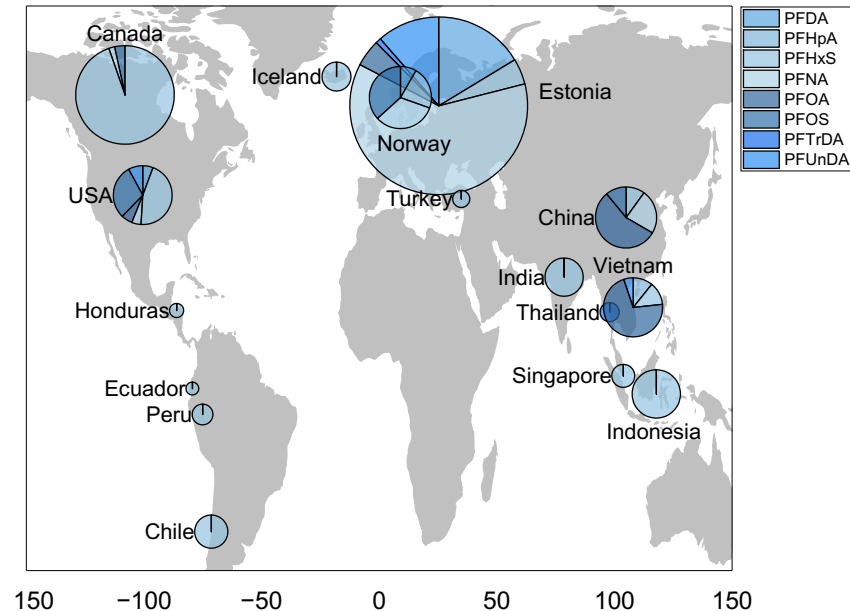 Canada
Iceland
Estonia
Norway
USA
Turkey
China
India
Vietnam
Honduras
Thailand
Ecuador
Singapore
Peru
Indonesia
Chile
150
−100
−50
0
50
100
150
PFDA
PFHpA
PFHxS
PFNA
PFOA
PFOS
PFTrDA
PFUnDA